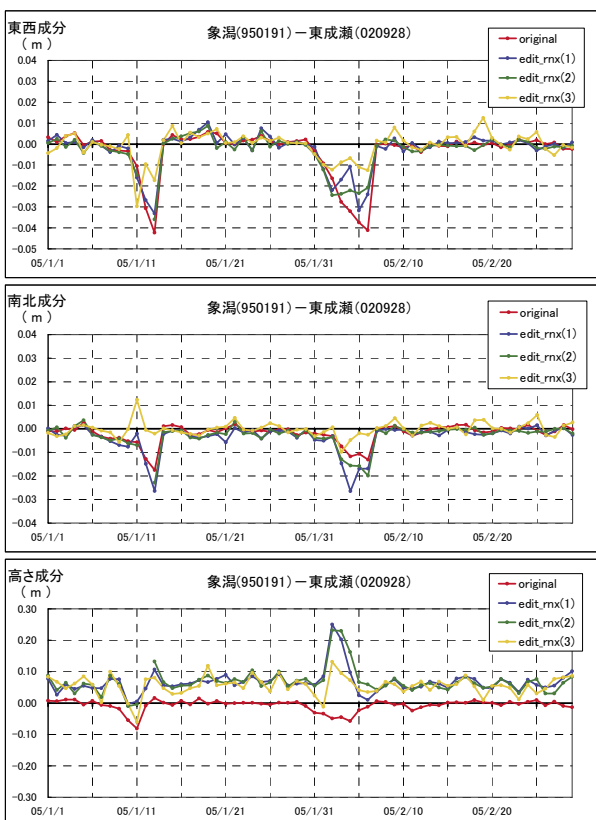 東西成分
（ｍ）
象潟(950191)－東成瀬(020928)
original
edit_rnx(1)
edit_rnx(2)
edit_rnx(3)
0.04
0.03
0.02
0.01
0.00
-0.01
-0.02
-0.03
-0.04
-0.05
05/1/1 05/1/11 05/1/21 05/1/31 05/2/10 05/2/20
南北成分
（ｍ）
象潟(950191)－東成瀬(020928)
original
edit_rnx(1)
edit_rnx(2)
edit_rnx(3)
0.04
0.03
0.02
0.01
0.00
-0.01
-0.02
-0.03
-0.04
05/1/1 05/1/11 05/1/21 05/1/31 05/2/10 05/2/20
高さ成分
（ｍ）
象潟(950191)－東成瀬(020928)
original
edit_rnx(1)
edit_rnx(2)
edit_rnx(3)
0.30
0.20
0.10
0.00
-0.10
-0.20
-0.30
05/1/1 05/1/11 05/1/21 05/1/31 05/2/10 05/2/20